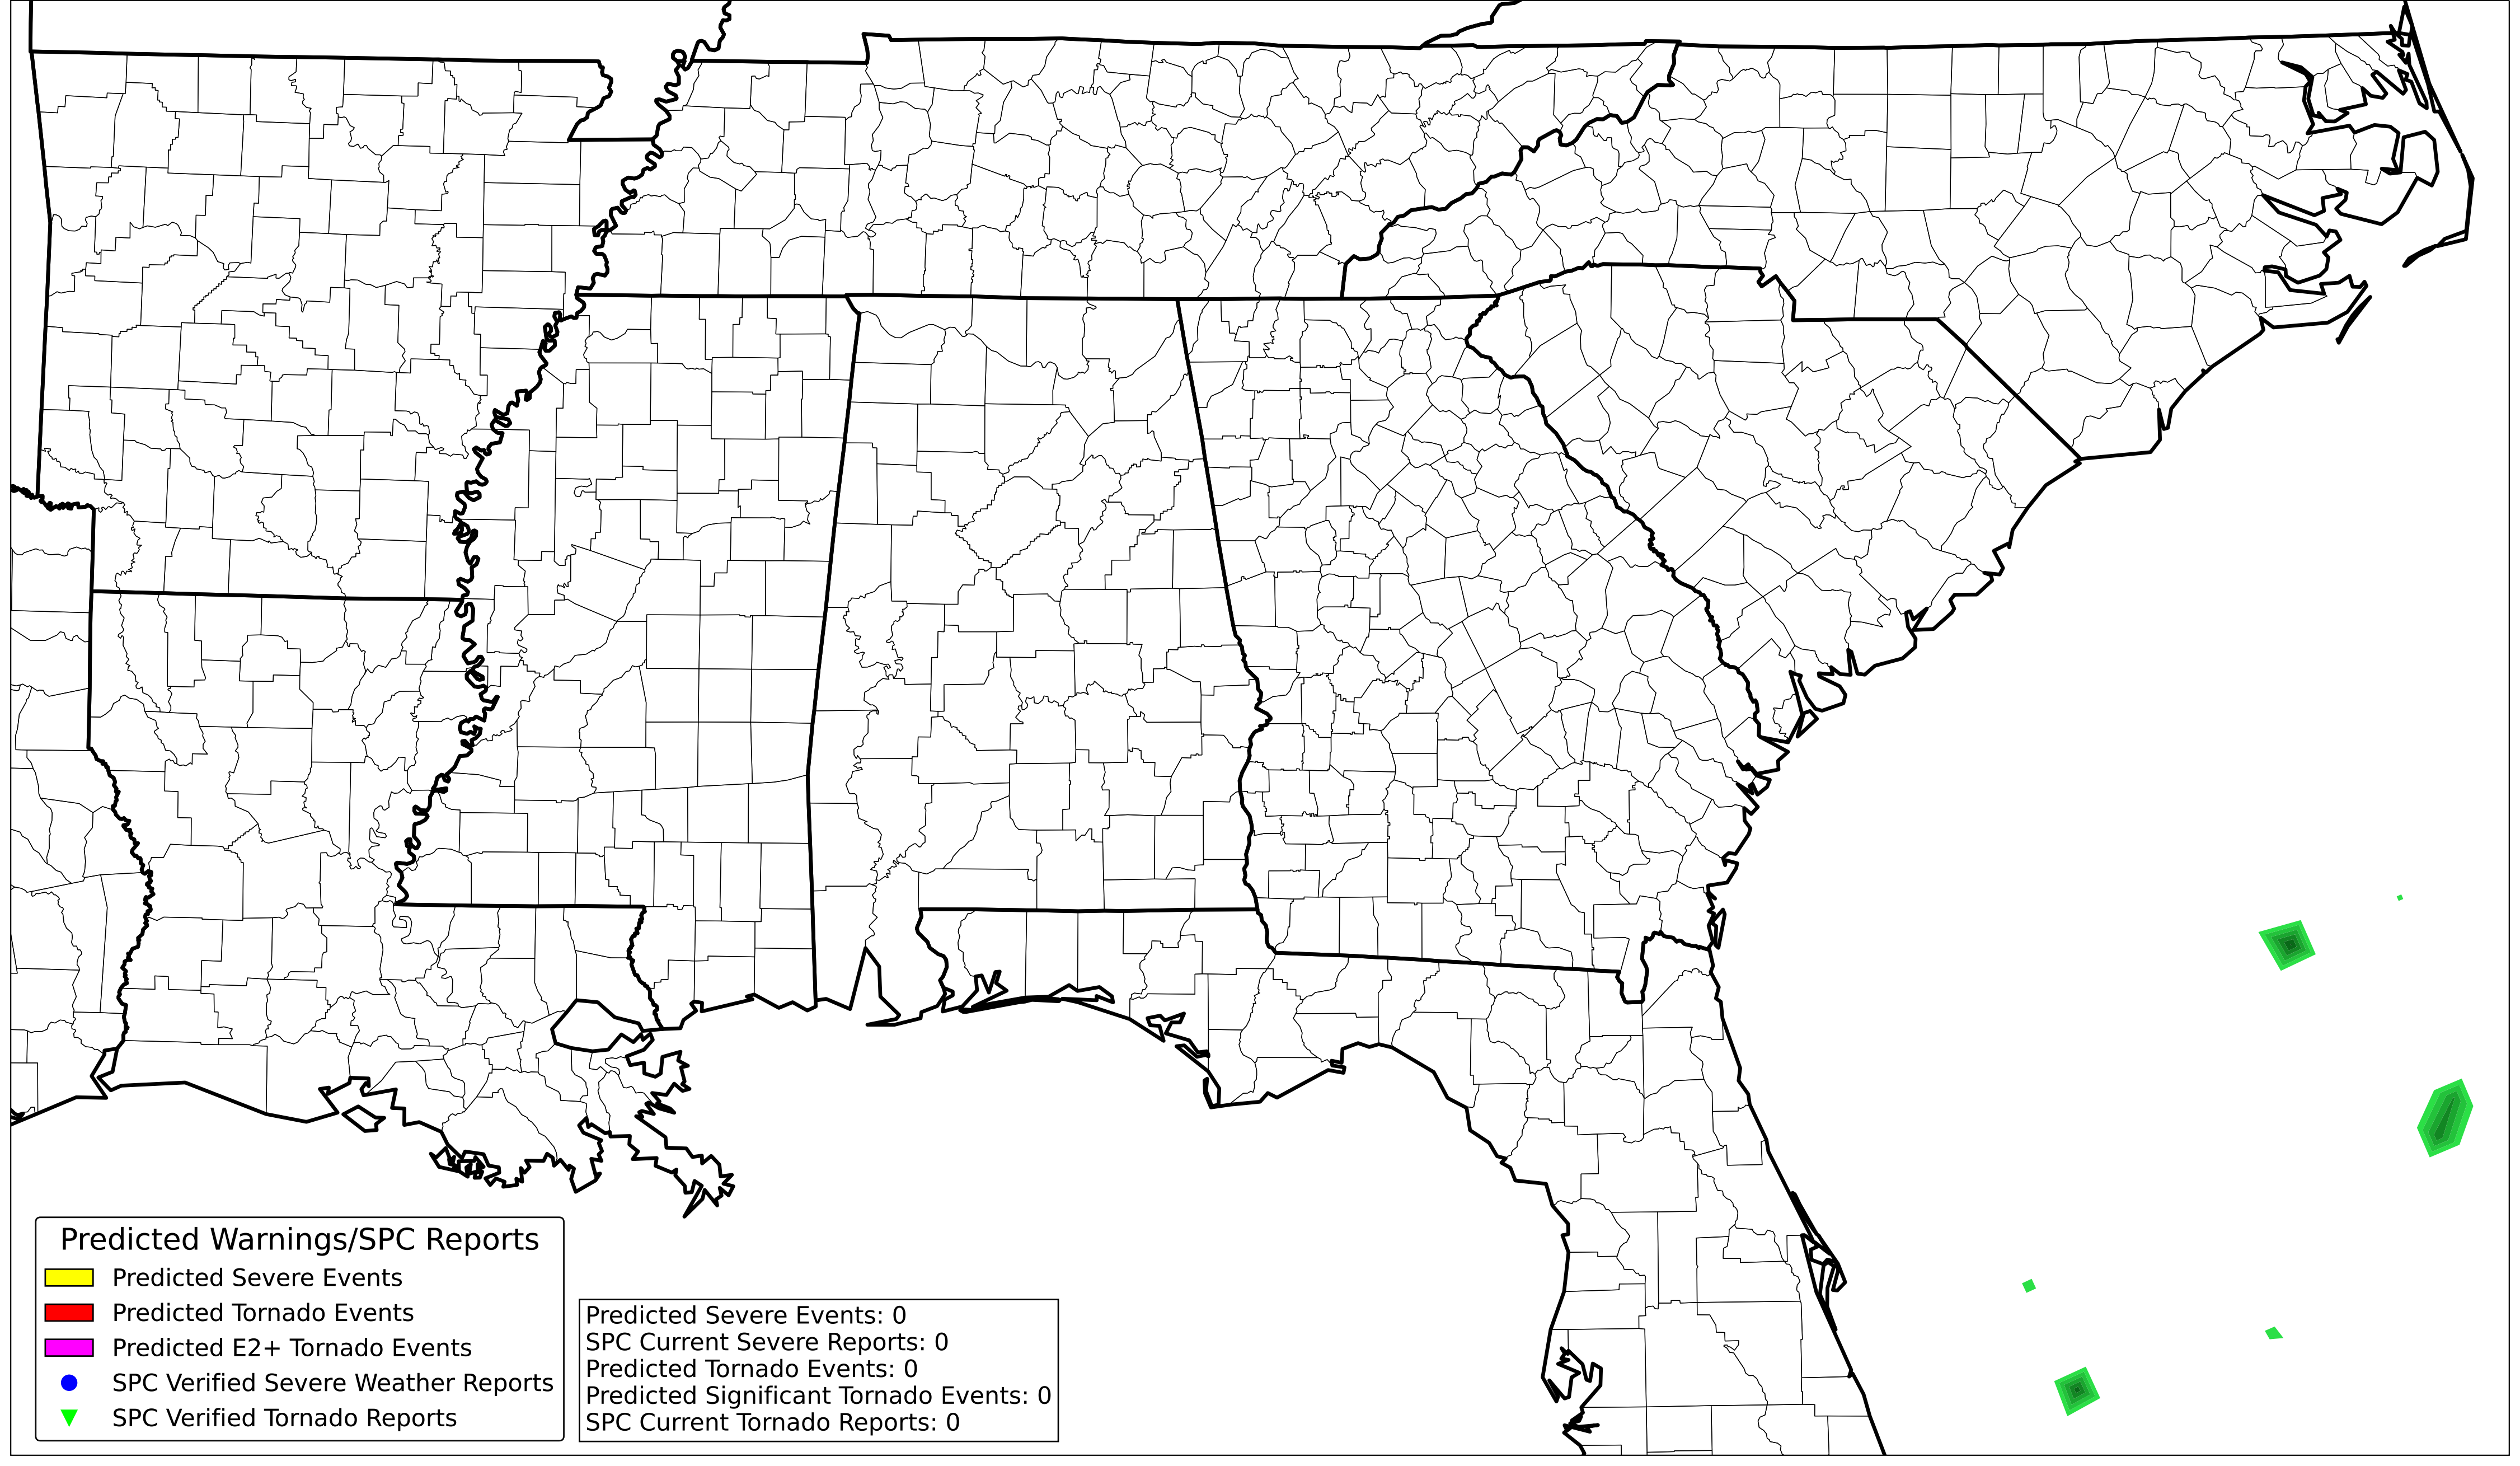 Predicted Warnings/SPC Reports
Predicted Severe Events
Predicted Tornado Events
Predicted E2+ Tornado Events
SPC Verified Severe Weather Reports
SPC Verified Tornado Reports
Predicted Severe Events: 0
SPC Current Severe Reports: 0
Predicted Tornado Events: 0
Predicted Significant Tornado Events: 0
SPC Current Tornado Reports: 0